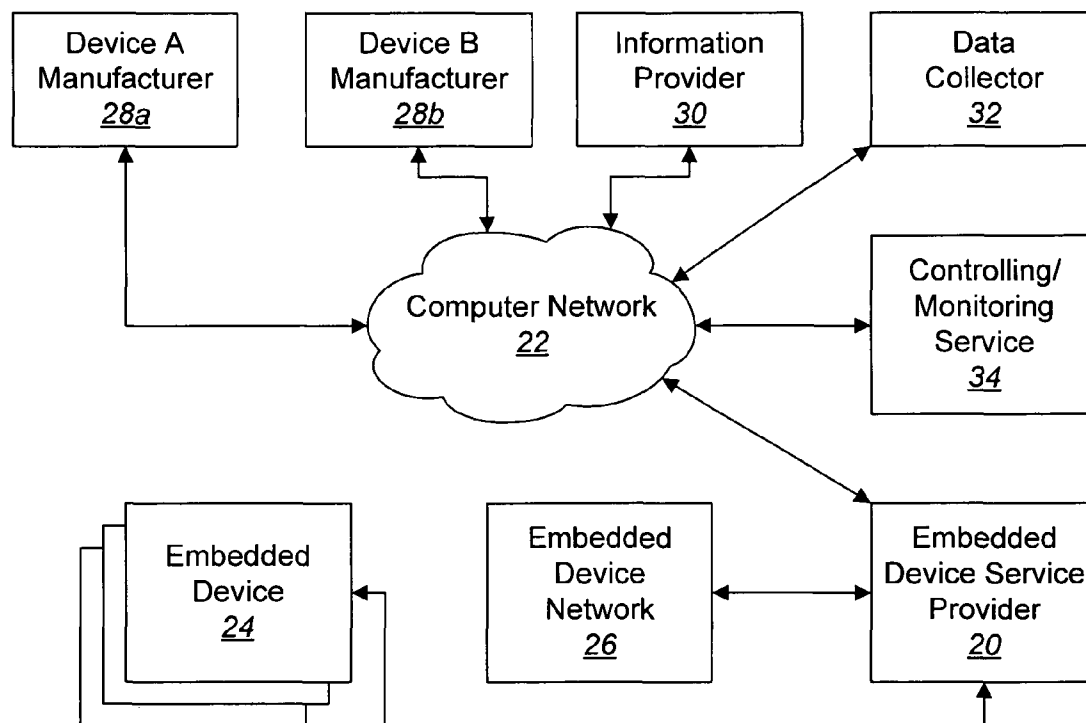 Device A
Manufacturer
28a
Device B
Manufacturer
28b
Information
Provider
30
Data
Collector
32
Computer Network
22
Controlling/
Monitoring
Service
34
Embedded
Device
24
Embedded
Device
Network
26
Embedded
Device Service
Provider
20